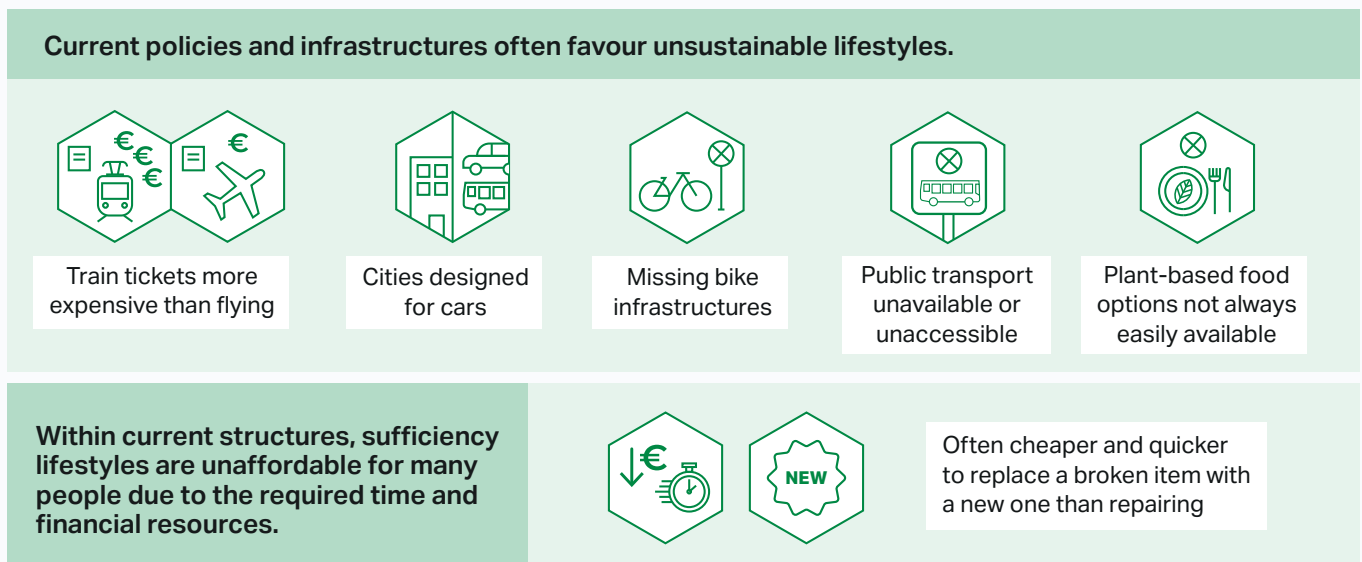 Current policies and infrastructures often favour unsustainable lifestyles.
€
€
€
€
Train tickets more
expensive than flying
Cities designed
for cars
Missing bike
infrastructures
Public transport
unavailable or
unaccessible
Plant-based food
options not always
easily available
Within current structures, sufficiency
lifestyles are unaffordable for many
people due to the required time and
financial resources.
€
NEW
Often cheaper and quicker
to replace a broken item with
a new one than repairing